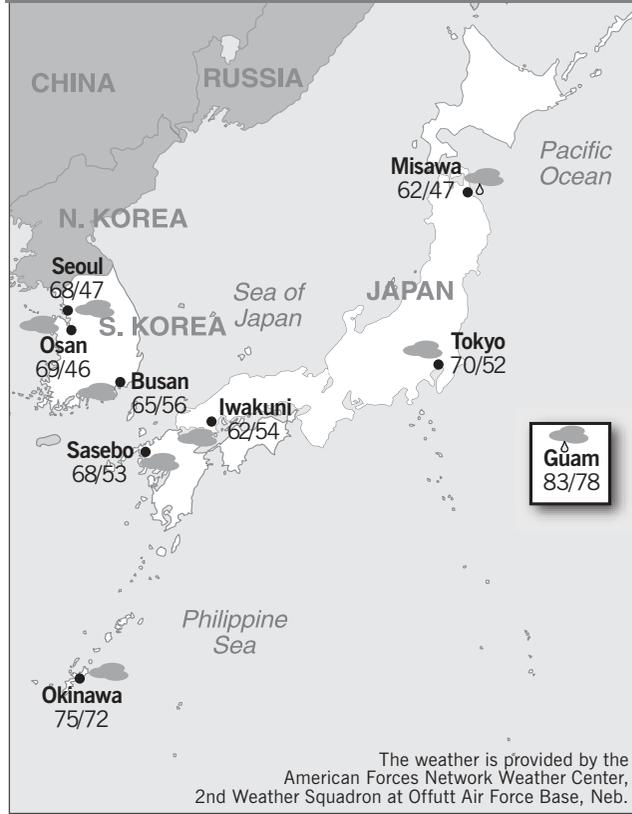 CHINA
RUSSIA
Pacific
Ocean
Misawa
62/47
N. KOREA
Seoul
68/47
Sea of
Japan
JAPAN
S. KOREA
Osan
69/46
Tokyo
70/52
Busan
65/56
Iwakuni
62/54
Sasebo
68/53
Guam
83/78
Philippine
Sea
Okinawa
75/72
The weather is provided by the
American Forces Network Weather Center,
2nd Weather Squadron at Offutt Air Force Base, Neb.